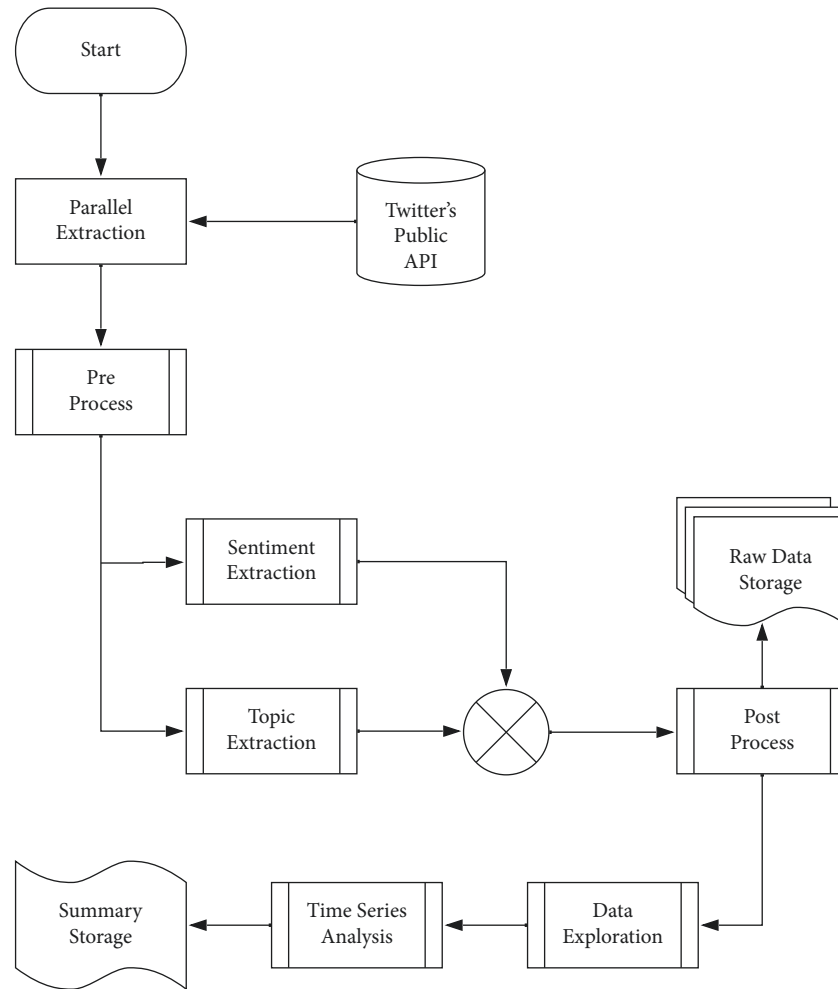 Start
Parallel
Extraction
Twitter’s
Public
API
Pre
Process
Sentiment
Extraction
Raw Data
Storage
Topic
Extraction
Post
Process
Summary
Storage
Time Series
Analysis
Data
Exploration